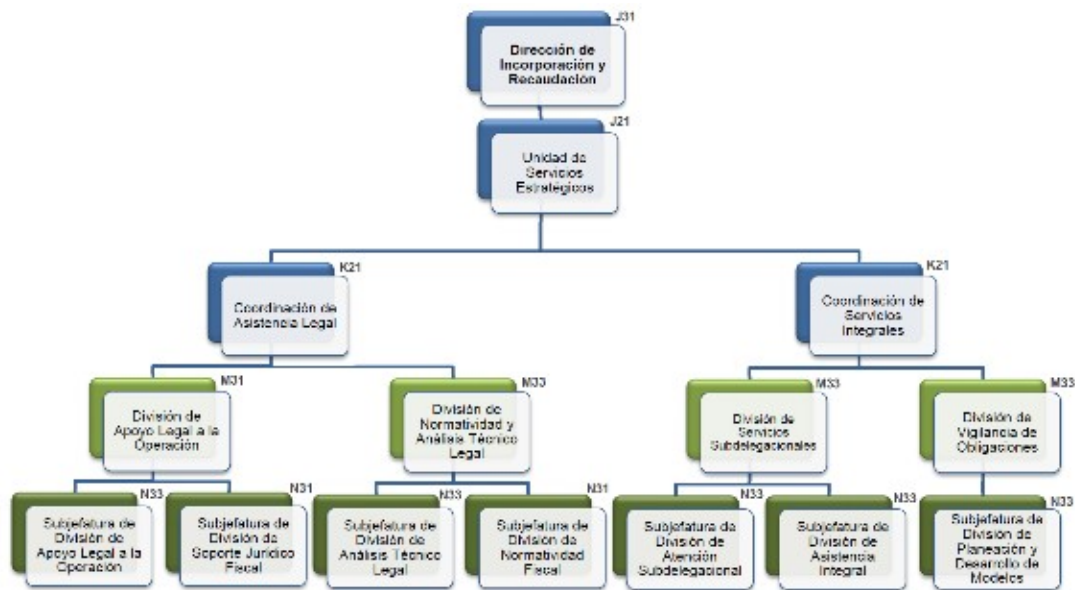 J31
Dirección de
Incorporación y
Recaudación
J21
Unidad de
Servicios
Estratégicos
K21
Coordinación de
Asistencia Legal
K21
Coordinación de
Servicios
Integrales
M31
División de
Apoyo Legal a la
Operación
M33
División de
Normatividad y
Análisis Técnico
Legal
M33
División de
Servicios
Subdelegacionales
M33
División de
Vigilancia de
Obligaciones
N33
Subjefatura de
División de
Apoyo Legal a la
Operación
N31
Subjefatura de
División de
Soporte Jurídico
Fiscal
N33
Subjefatura de
División de
Análisis Técnico
Legal
N31
Subjefatura de
División de
Normatividad
Fiscal
N33
Subjefatura de
División de
Atención
Subdelegacional
N33
Subjefatura de
División de
Asistencia
Integral
N33
Subjefatura de
División de
Planeación y
Desarrollo de
Modelos